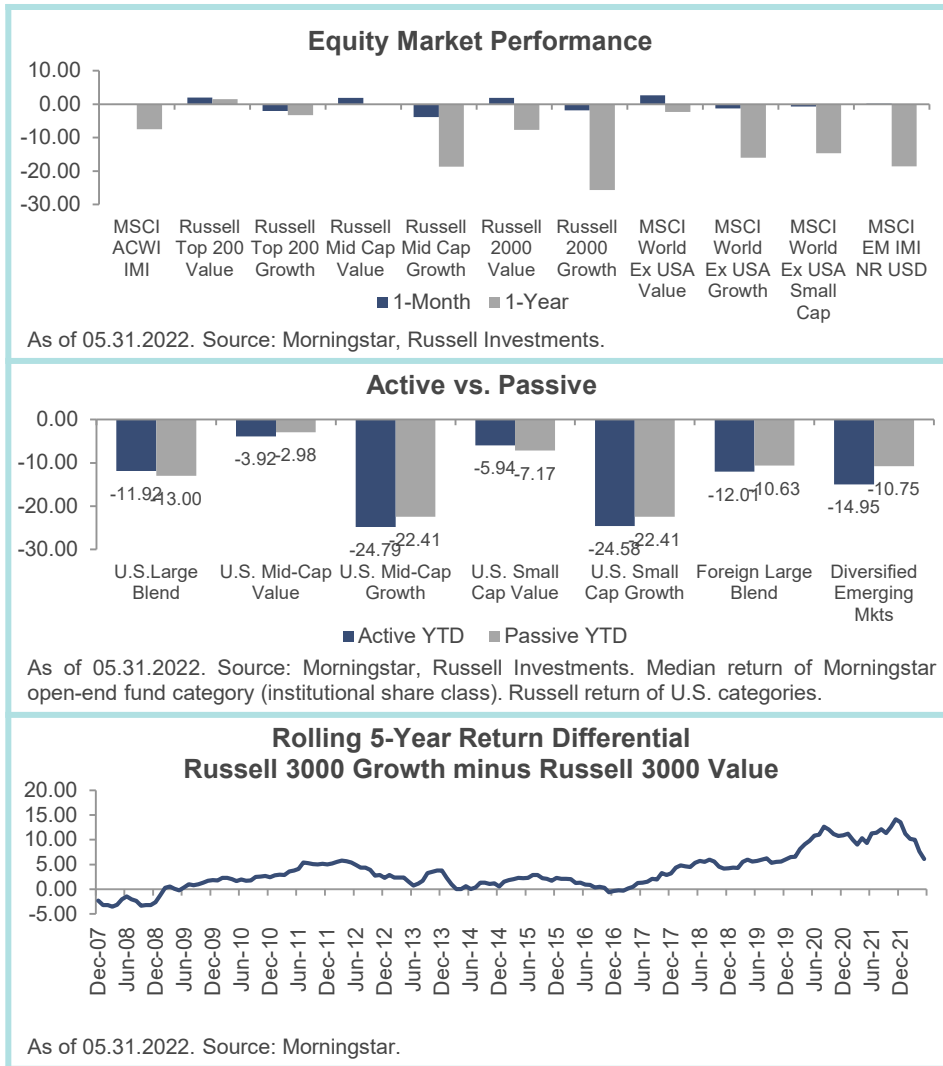 Equity Market Performance
10.00
0.00
-10.00
-20.00
-30.00
MSCI ACWI IMI
Russell Top 200 Value
Russell Top 200 Growth
Russell Mid Cap Value
Russell Mid Cap Growth
Russell 2000 Value
Russell 2000 Growth
MSCI World Ex USA Value
MSCI World Ex USA Growth
MSCI World Ex USA Small Cap
MSCI EM IMI NR USD
1-Month 1-Year
As of 05.31.2022. Source: Morningstar, Russell Investments.
Active vs. Passive
0.00
-10.00
-20.00
-30.00
-11.92 -13.00
-3.92 -2.98
-24.79 -22.41
-5.94 -7.17
-24.58 -22.41
-12.01 -10.63
-14.95 -10.75
U.S.Large Blend
U.S. Mid-Cap Value
U.S. Mid-Cap Growth
U.S. Small Cap Value
U.S. Small Cap Growth
Foreign Large Blend
Diversified Emerging Mkts
Active YTD Passive YTD
As of 05.31.2022. Source: Morningstar, Russell Investments. Median return of Morningstar
open-end fund category (institutional share class). Russell return of U.S. categories.
Rolling 5-Year Return Differential
Russell 3000 Growth minus Russell 3000 Value
20.00
15.00
10.00
5.00
0.00
-5.00
Dec-07
Jun-08
Dec-08
Jun-09
Dec-09
Jun-10
Dec-10
Jun-11
Dec-11
Jun-12
Dec-12
Jun-13
Dec-13
Jun-14
Dec-14
Jun-15
Dec-15
Jun-16
Dec-16
Jun-17
Dec-17
Jun-18
Dec-18
Jun-19
Dec-19
Jun-20
Dec-20
Jun-21
Dec-21
As of 05.31.2022. Source: Morningstar.